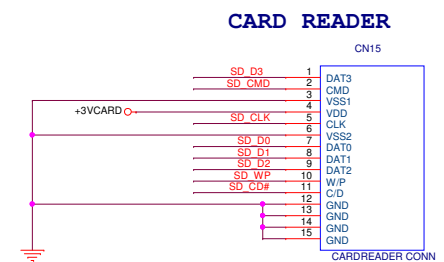 CARD READER
CN15
SD_D3 1 DAT3
SD_CMD 2 CMD
3 VSS1
+3VCARD 4 VDD
SD_CLK 5 CLK
6 VSS2
SD_D0 7 DAT0
SD_D1 8 DAT1
SD_D2 9 DAT2
SD_WP 10 W/P
SD_CD# 11 C/D
12 GND
13 GND
14 GND
15 GND
CARDREADER CONN